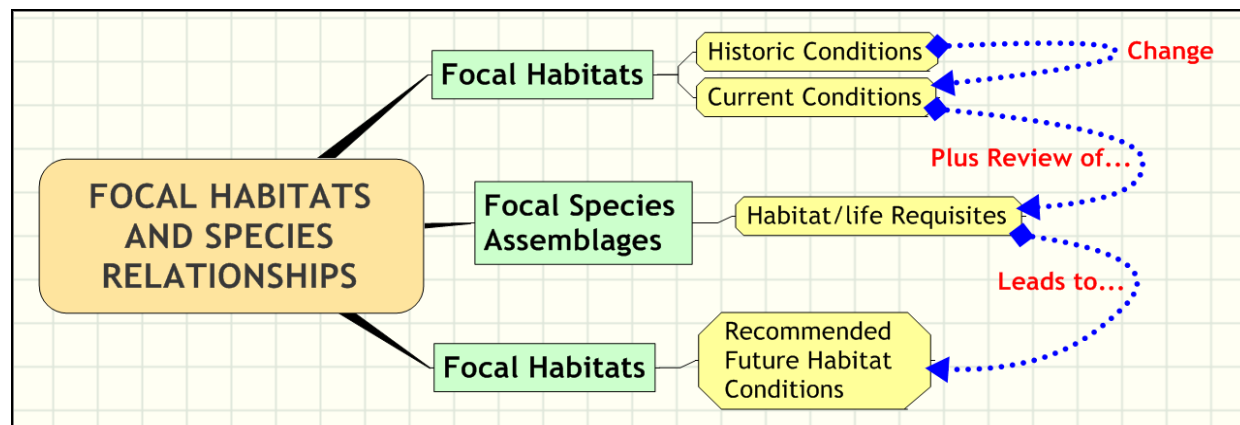 FOCAL HABITATS
AND SPECIES
RELATIONSHIPS
Focal Habitats
Historic Conditions
Current Conditions
Change
Plus Review of...
Focal Species
Assemblages
Habitat/life Requisites
Leads to...
Focal Habitats
Recommended
Future Habitat
Conditions